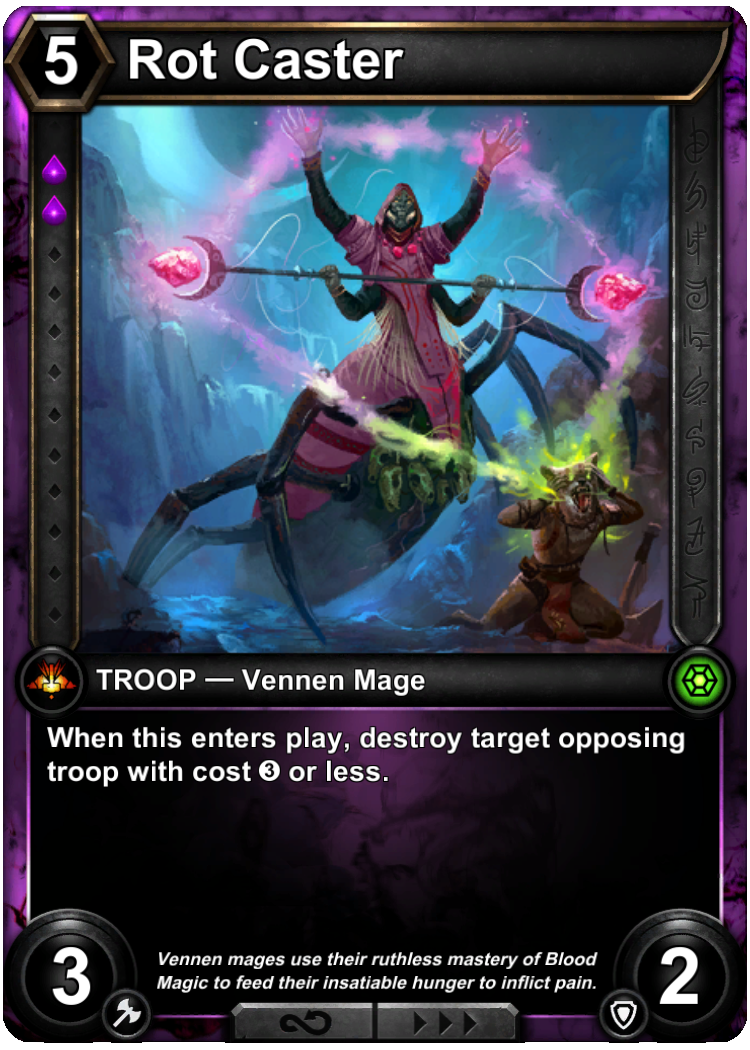 5 Rot Caster
TROOP — Vennen Mage
When this enters play, destroy target opposing
troop with cost ❸ or less.
Vennen mages use their ruthless mastery of Blood
Magic to feed their insatiable hunger to inflict pain.
3
2